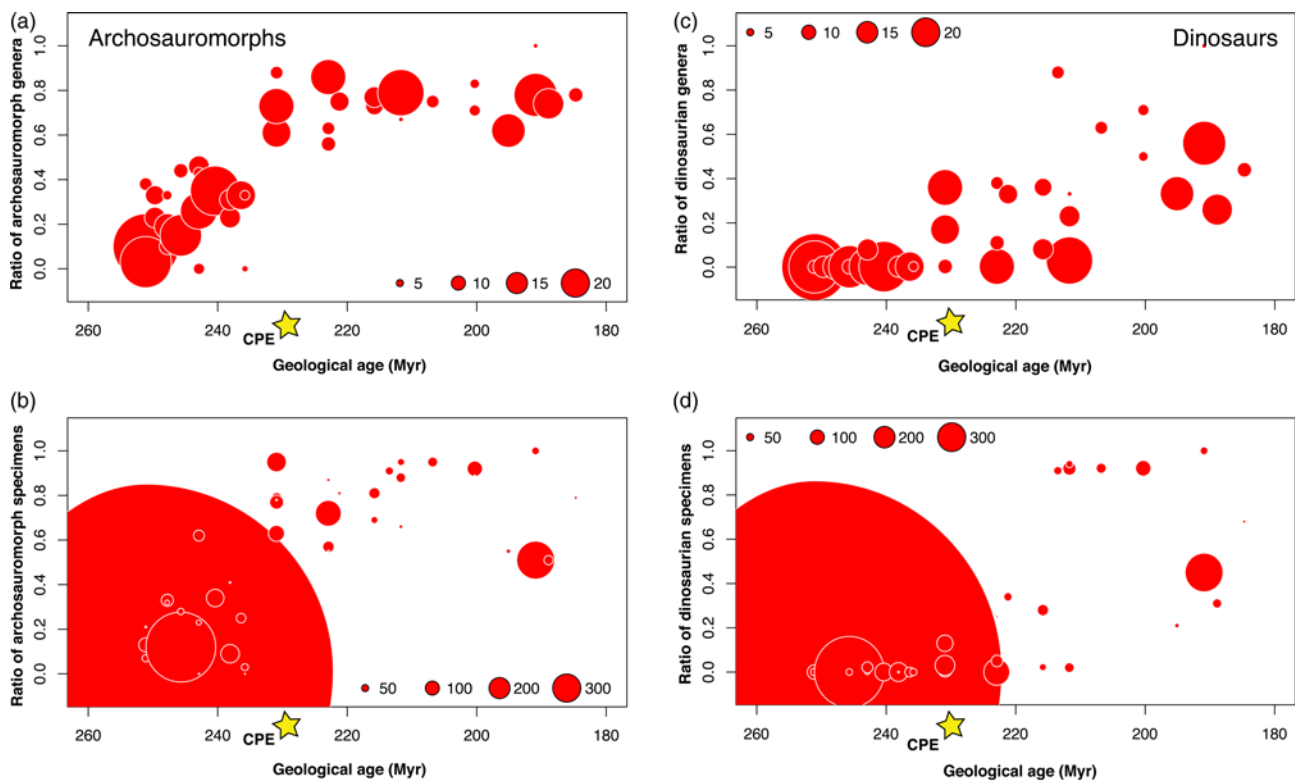 (a)
Archosauromorphs
Ratio of archosauromorph genera
1.0
0.8
0.6
0.4
0.2
0.0
5 10 15 20
260 240 220 200 180
CPE
Geological age (Myr)
(c)
5 10 15 20
Dinosaurs
Ratio of dinosaurian genera
1.0
0.8
0.6
0.4
0.2
0.0
260 240 220 200 180
CPE
Geological age (Myr)
(b)
Ratio of archosauromorph specimens
1.0
0.8
0.6
0.4
0.2
0.0
50 100 200 300
260 240 220 200 180
CPE
Geological age (Myr)
(d)
50 100 200 300
Ratio of dinosaurian specimens
1.0
0.8
0.6
0.4
0.2
0.0
260 240 220 200 180
CPE
Geological age (Myr)